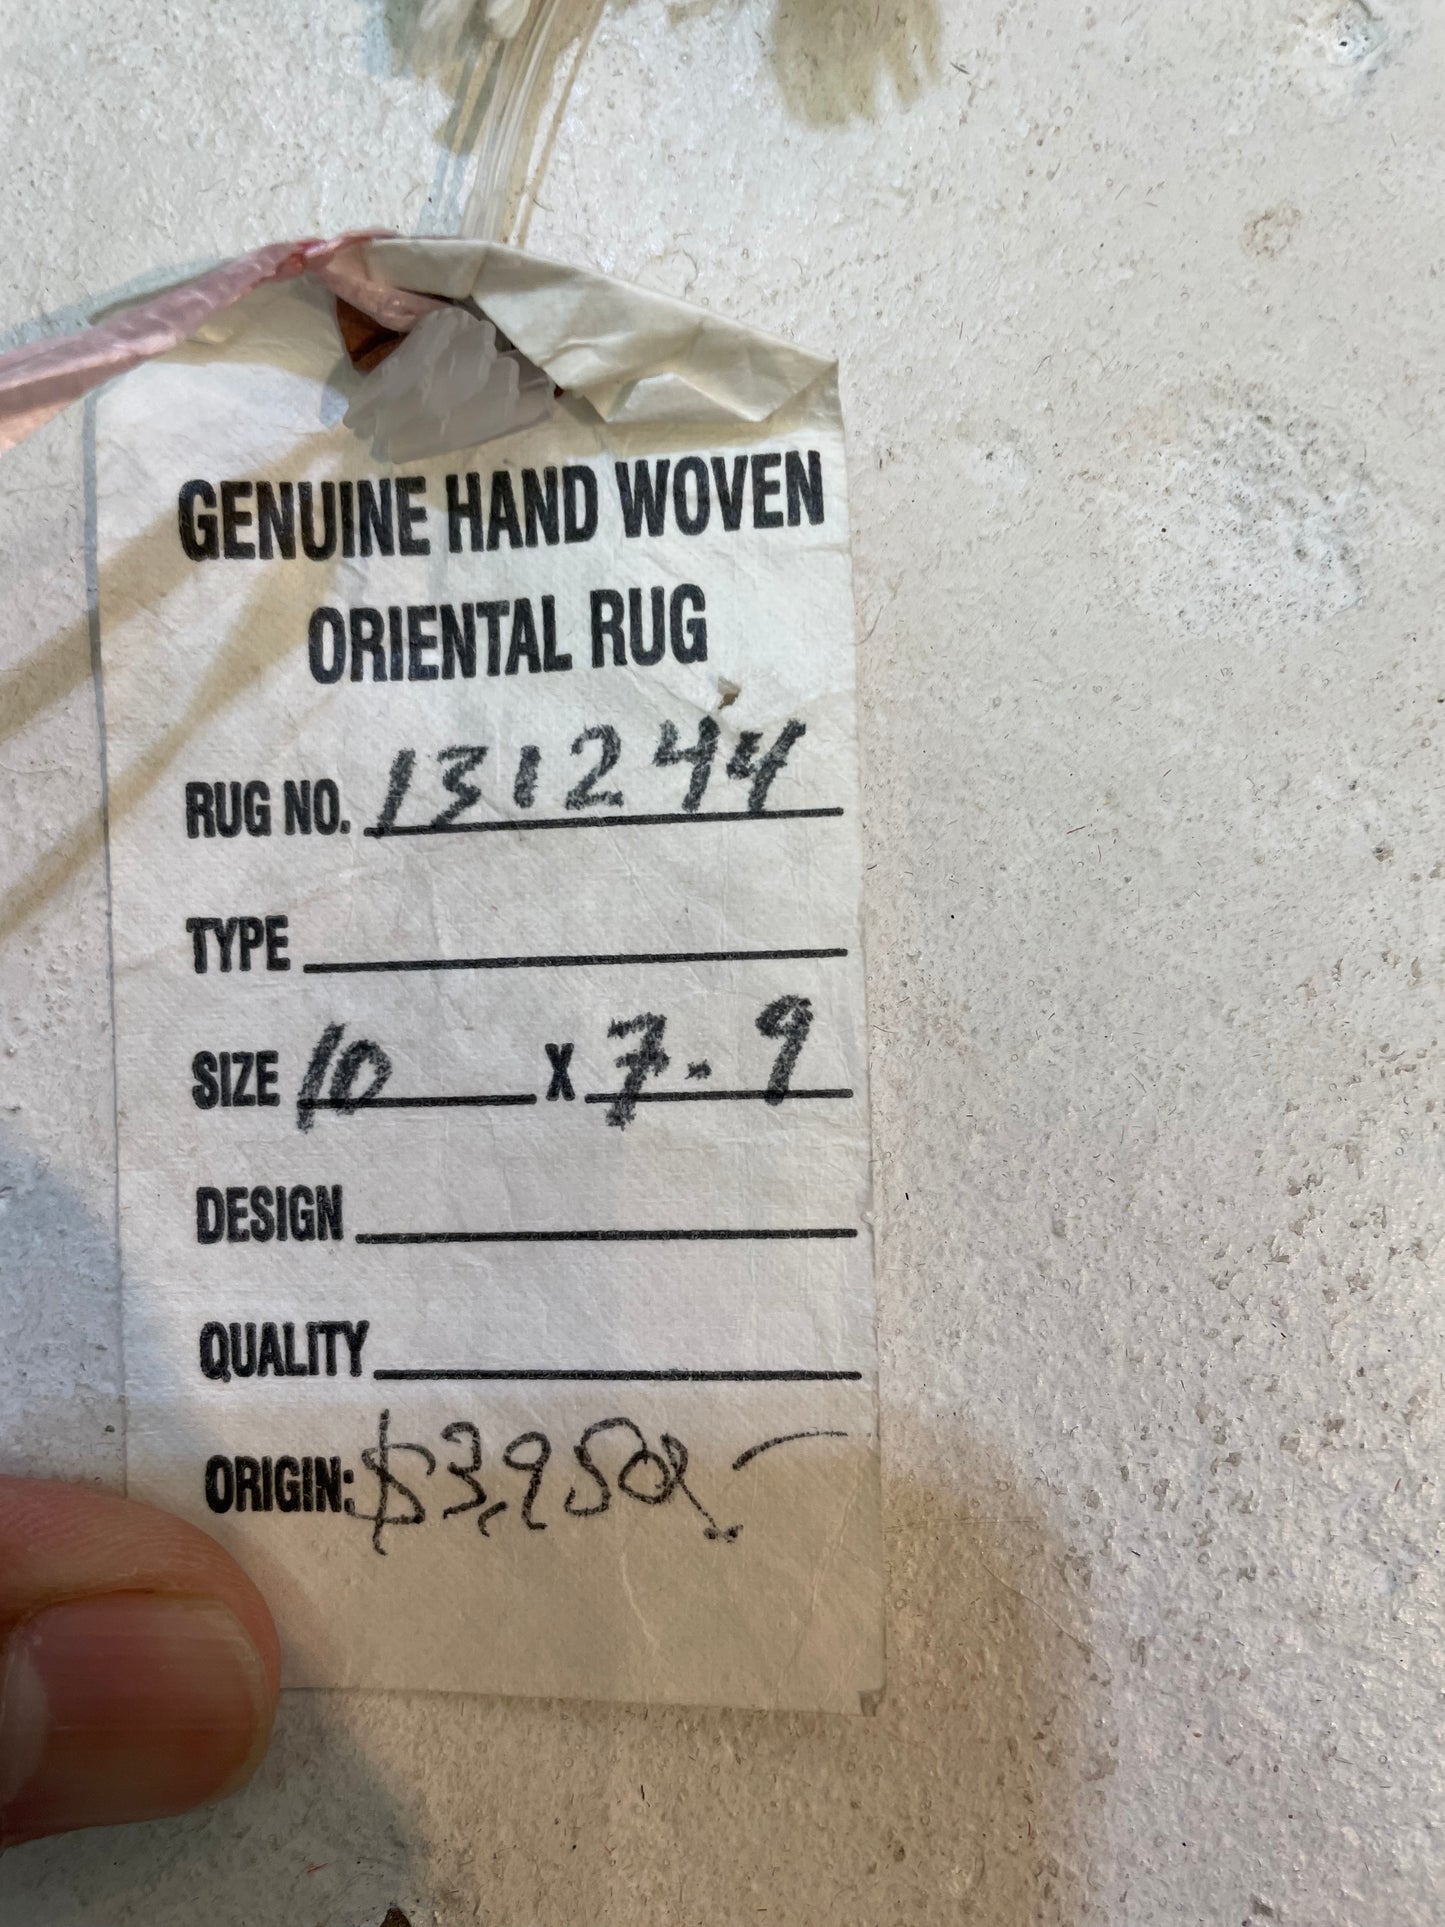 GENUINE HAND WOVEN
ORIENTAL RUG
RUG NO. 131244
TYPE
SIZE 10 X 7.9
DESIGN
QUALITY
ORIGIN: $3,950